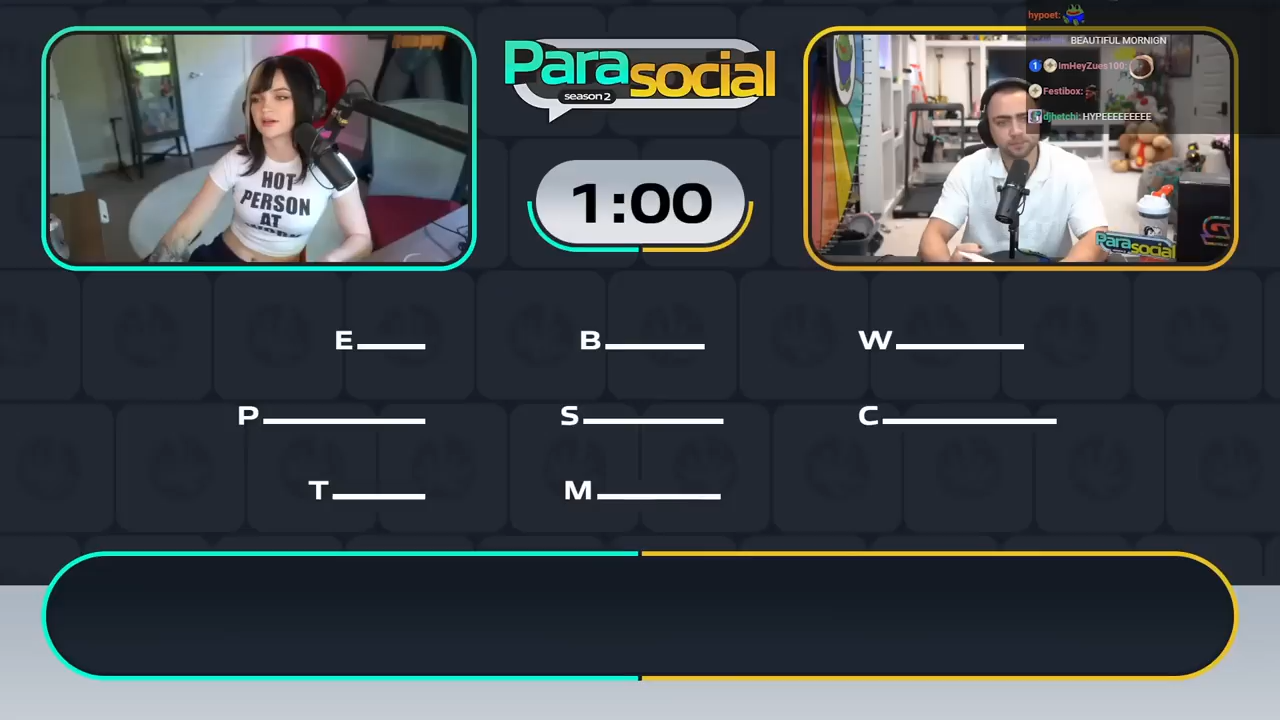 hypoet:
BEAUTIFUL MORNIGN
ImHeyZues100:
Festibox:
djhetchi: HYPEEEEEEEEE
Parasocial
season 2
HOT
PERSON
AT
1:00
Parasocial
E
B
W
P
S
C
T
M